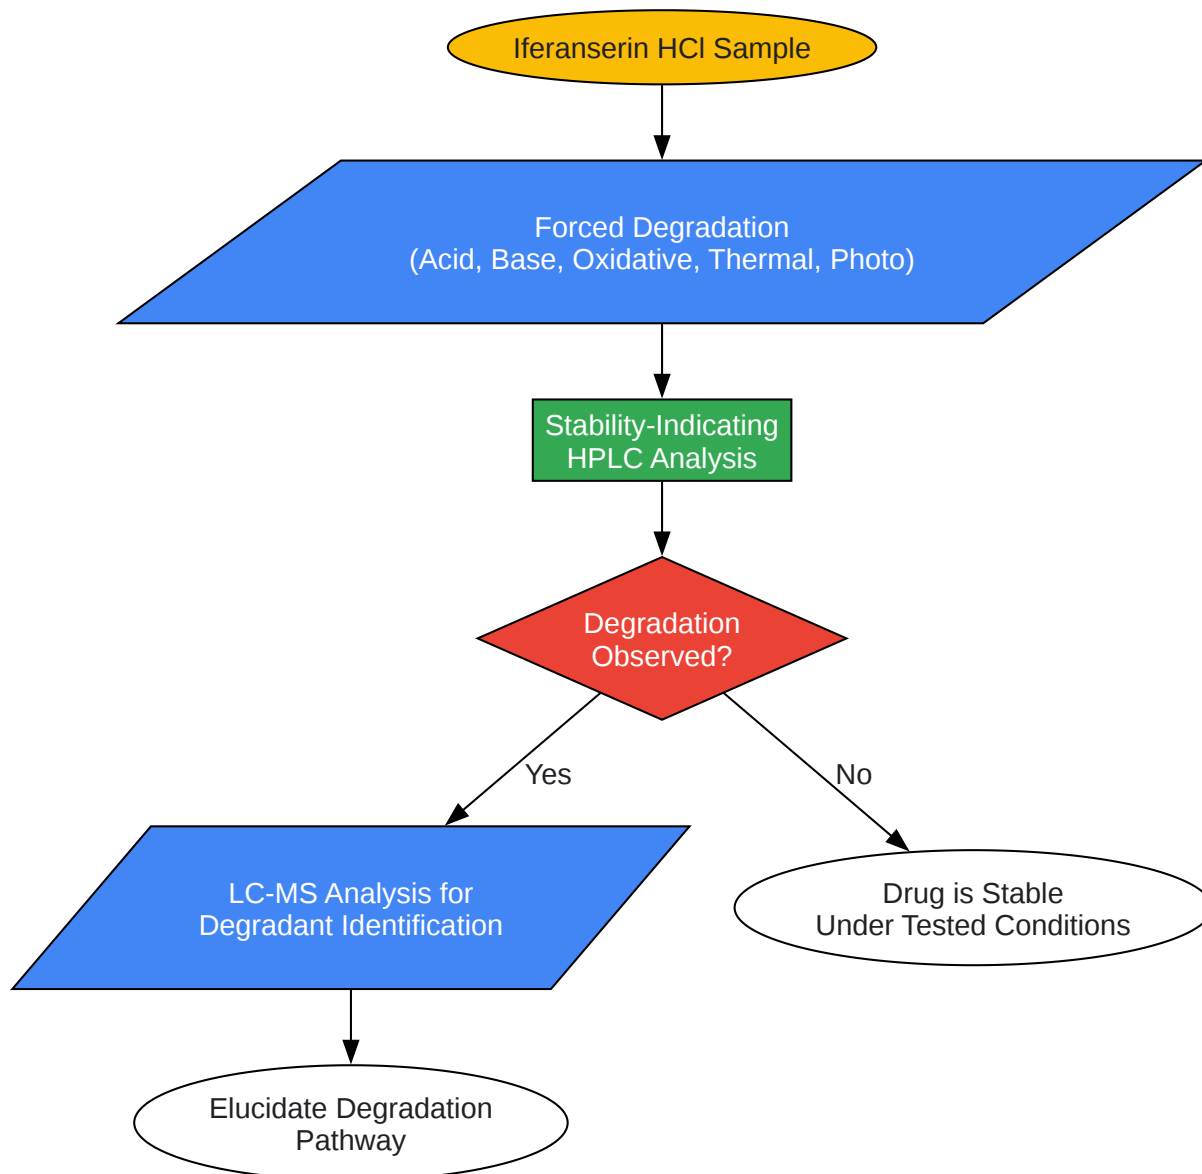 Iferanserin HCl Sample
Forced Degradation
(Acid, Base, Oxidative, Thermal, Photo)
Stability-Indicating
HPLC Analysis
Degradation
Observed?
Yes
No
LC-MS Analysis for
Degradant Identification
Drug is Stable
Under Tested Conditions
Elucidate Degradation
Pathway